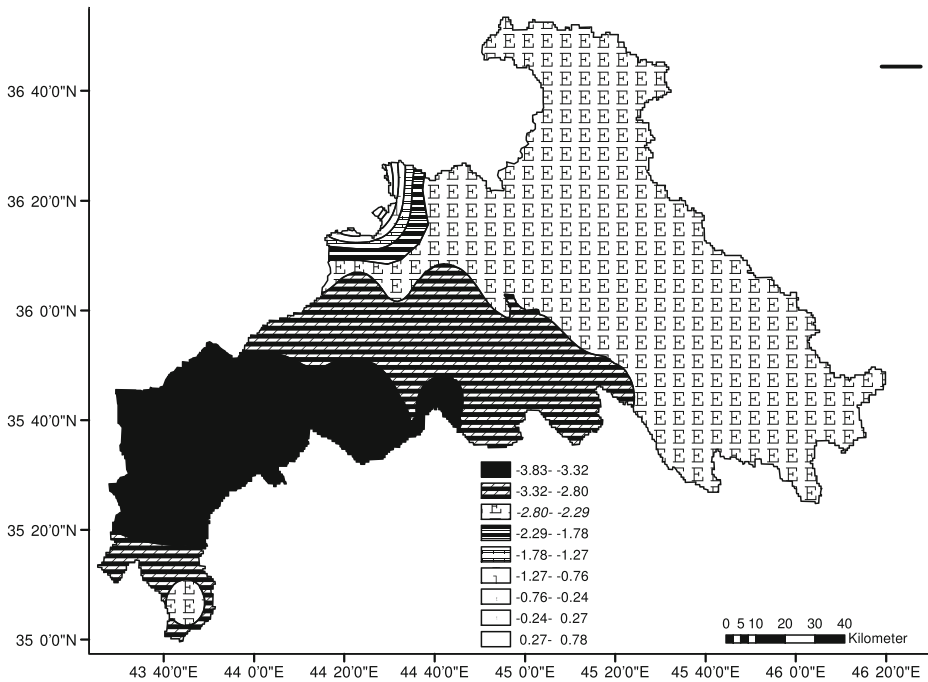 36 40'0"N
36 20'0"N
36 0'0"N
35 40'0"N
35 20'0"N
35 0'0"N
-3.83- -3.32
-3.32- -2.80
-2.80- -2.29
-2.29- -1.78
-1.78- -1.27
-1.27- -0.76
-0.76- -0.24
-0.24- 0.27
0.27- 0.78
0 5 10 20 30 40
Kilometer
43 40'0"E 44 0'0"E 44 20'0"E 44 40'0"E 45 0'0"E 45 20'0"E 45 40'0"E 46 0'0"E 46 20'0"E